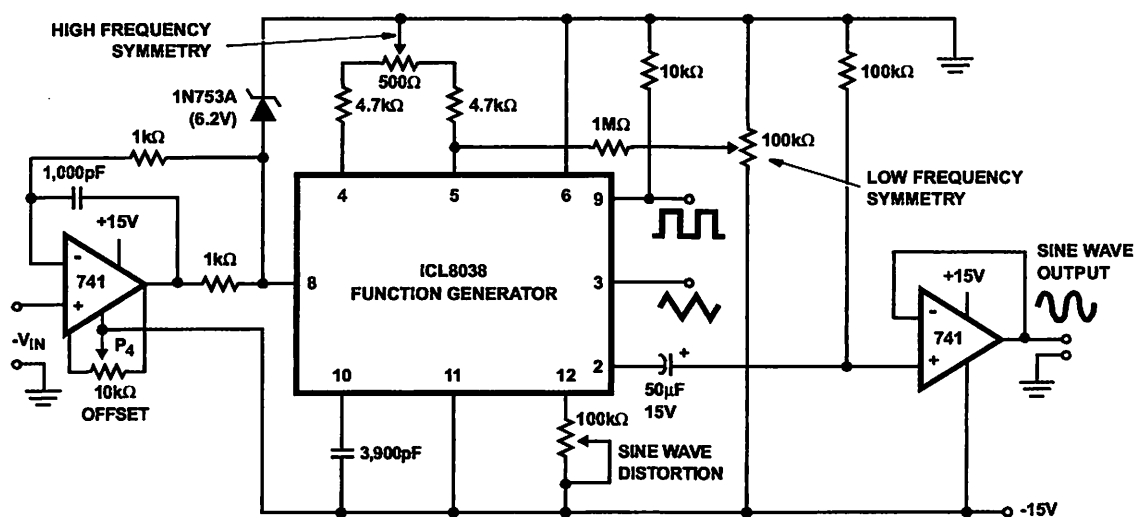 HIGH FREQUENCY
SYMMETRY
500Ω
10kΩ
100kΩ
1N753A
(6.2V)
4.7kΩ
4.7kΩ
1kΩ
1MΩ
100kΩ
1,000pF
LOW FREQUENCY
SYMMETRY
4
5
6
9
+15V
-
741
+
1kΩ
8
ICL8038
FUNCTION GENERATOR
3
SINE WAVE
OUTPUT
+15V
-
741
+
-VIN
P4
10kΩ
OFFSET
10
11
12
2
+
50µF
15V
100kΩ
3,900pF
SINE WAVE
DISTORTION
-15V